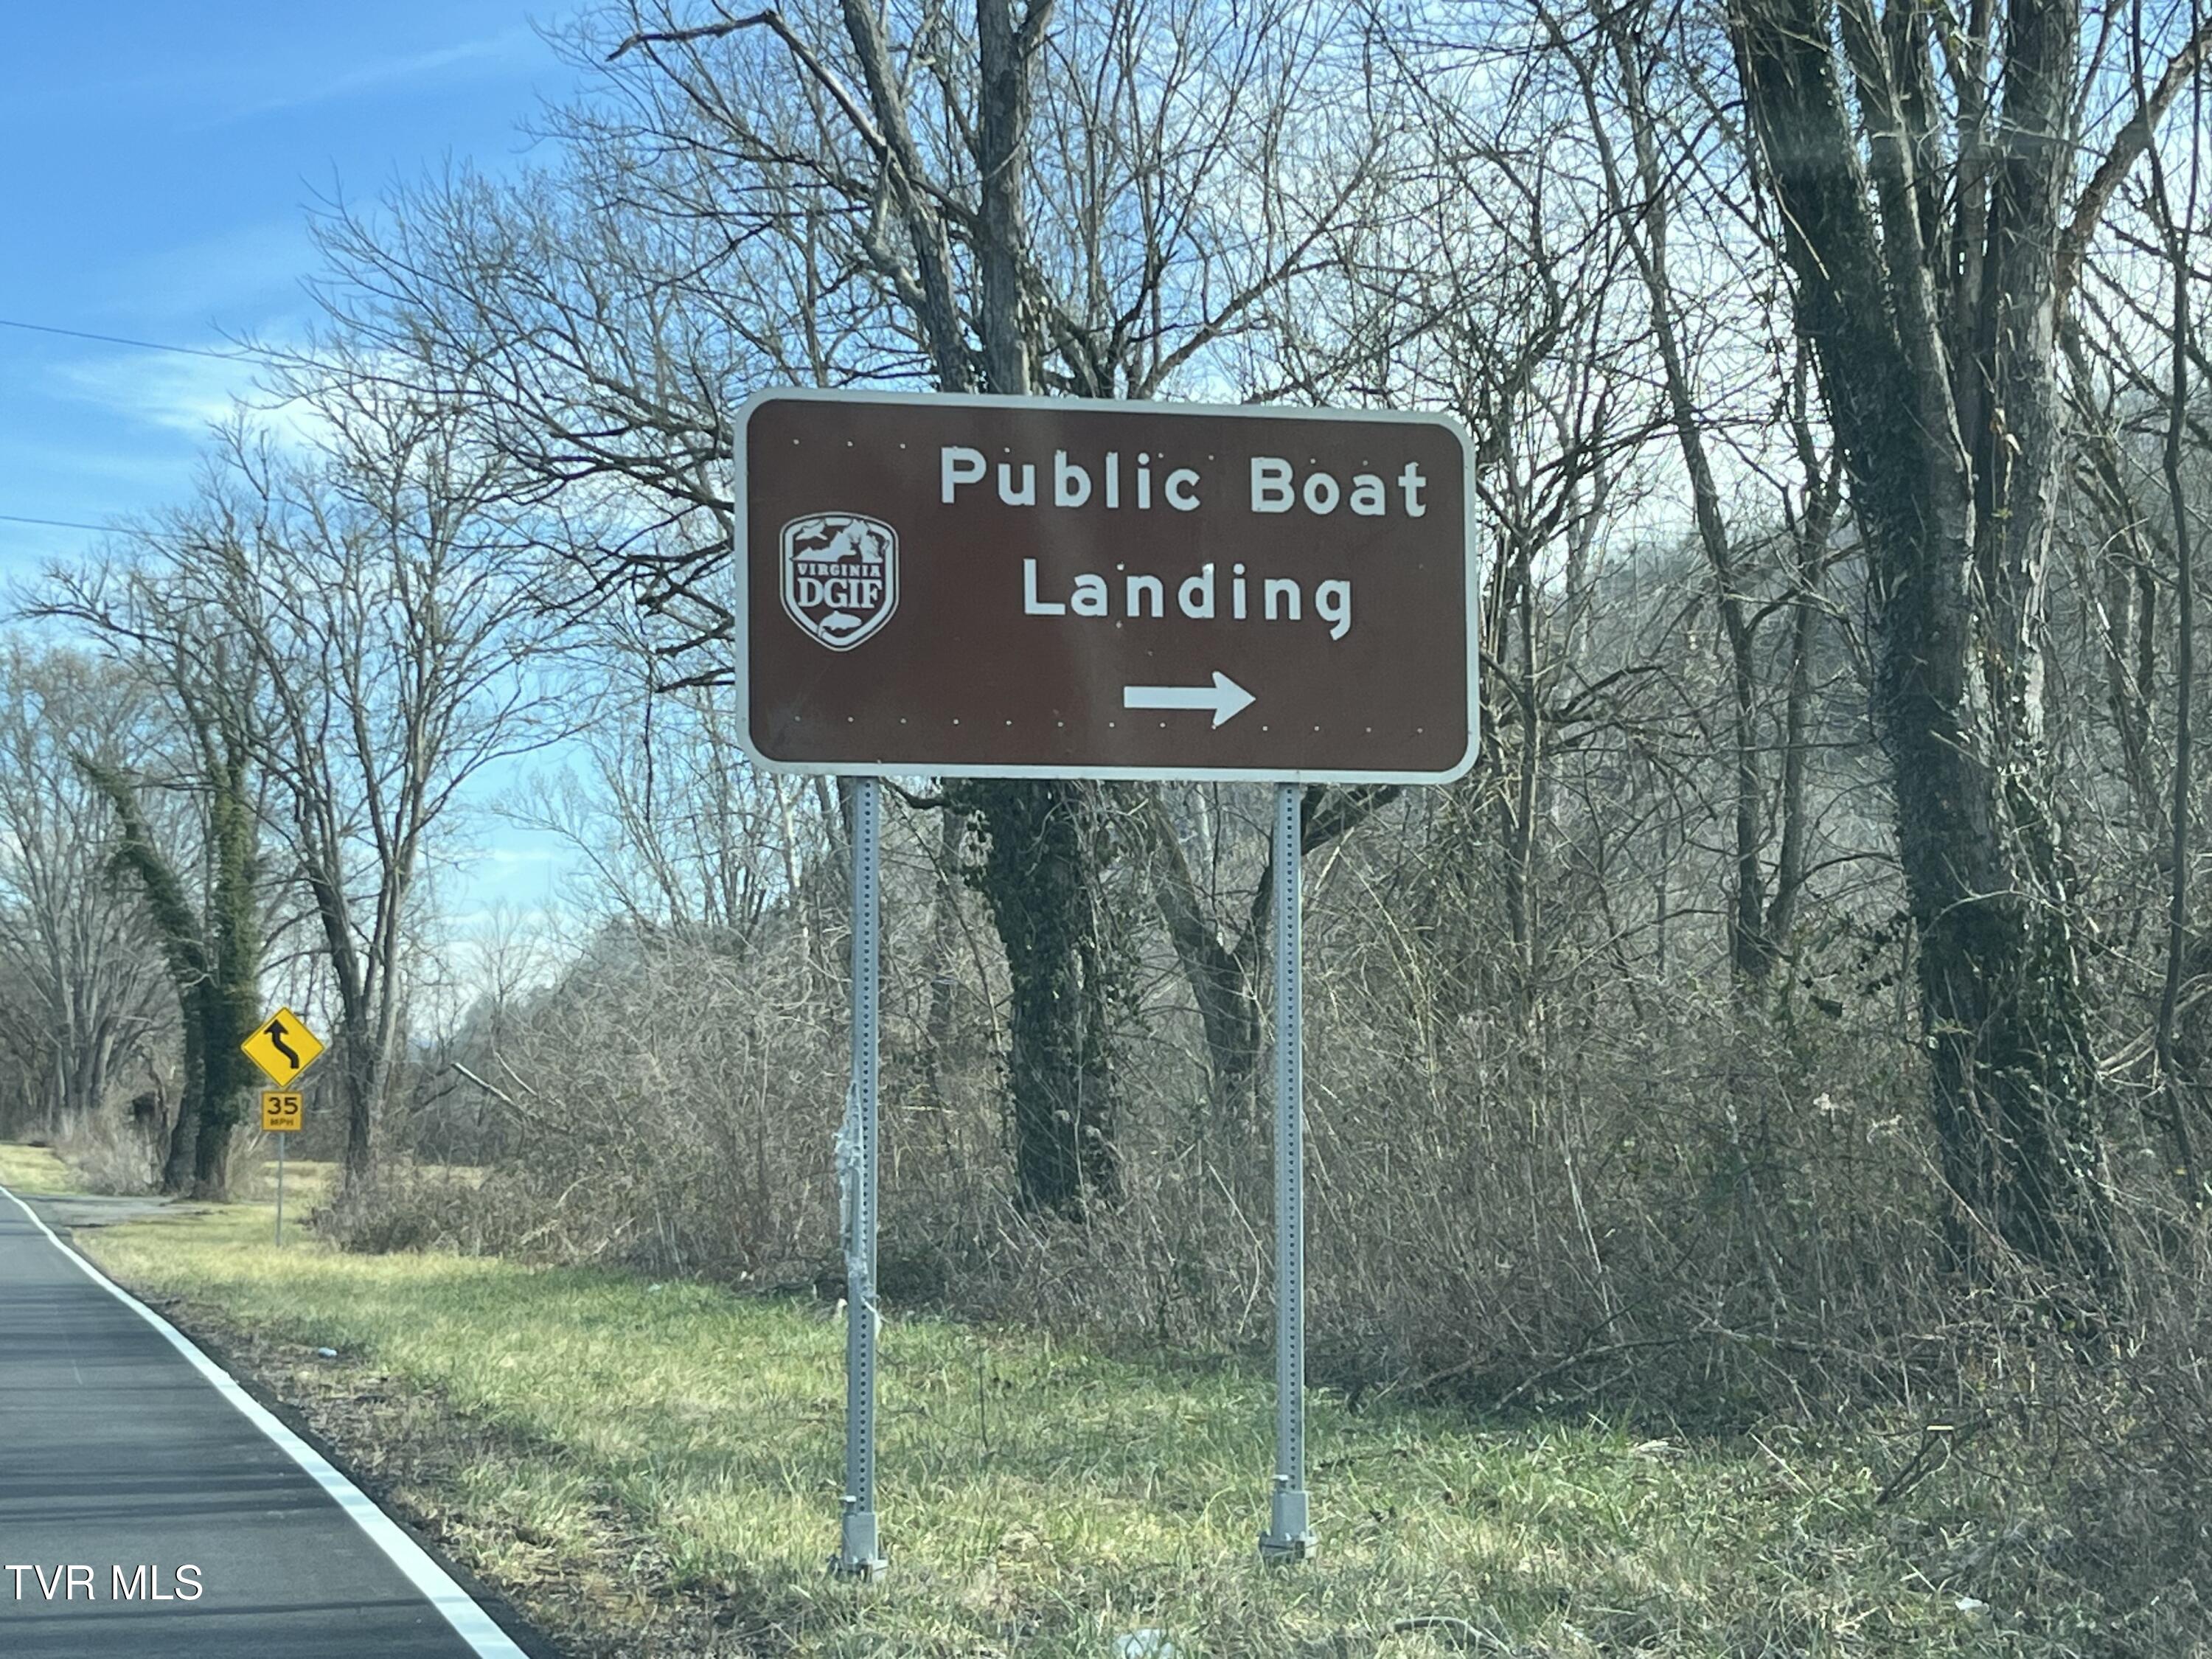 Public Boat
Landing
VIRGINIA
DGIF
35
MPH
TVR MLS